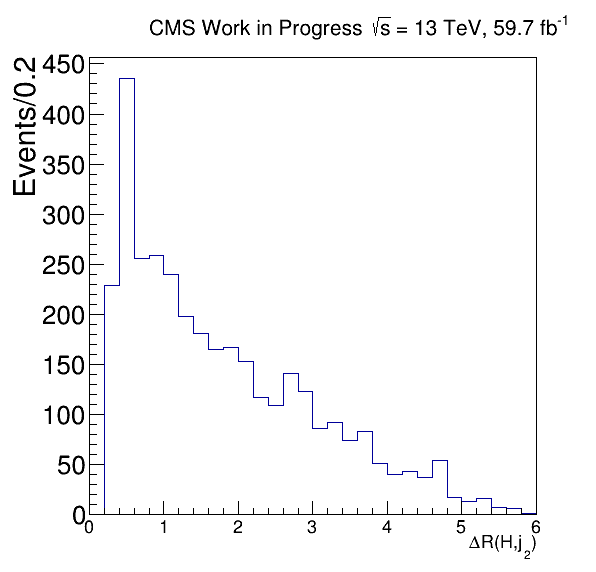 CMS Work in Progress √s = 13 TeV, 59.7 fb⁻¹
Events/0.2
450
400
350
300
250
200
150
100
50
0
0 1 2 3 4 5 6
ΔR(H,j₂)